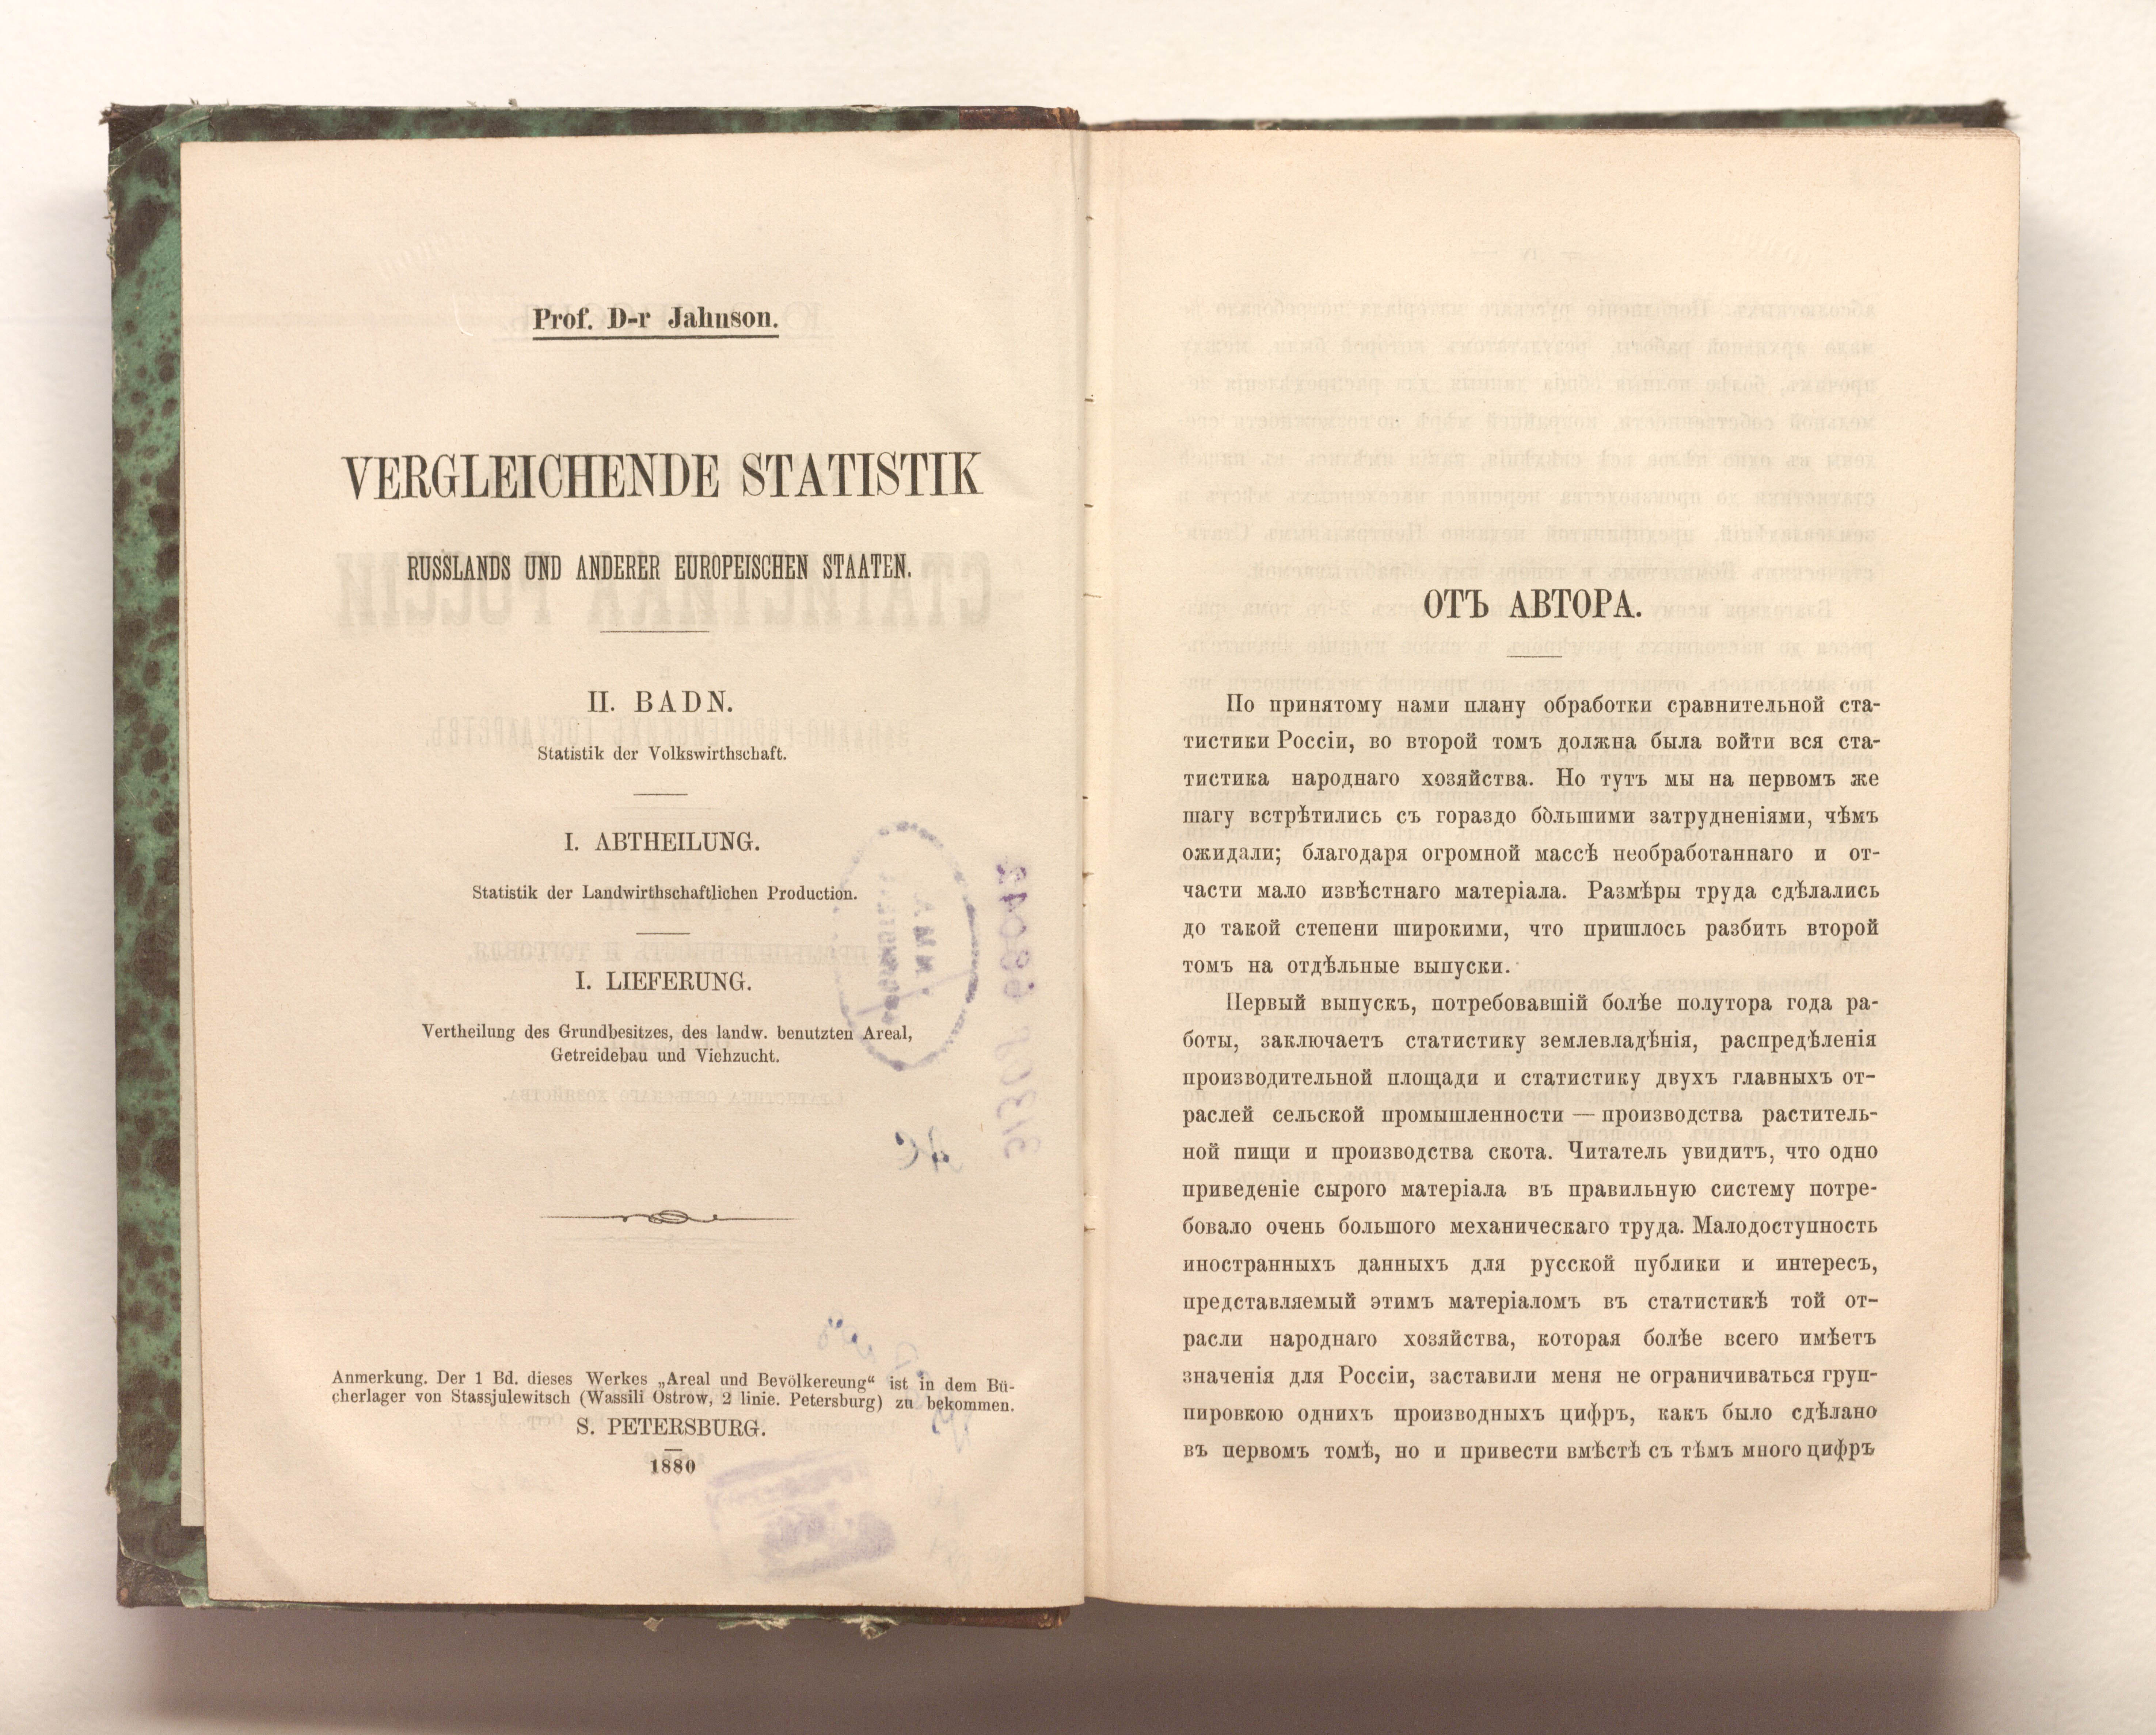 Prof. D-r Jahnson.
VERGLEICHENDE STATISTIK
RUSSLANDS UND ANDERER EUROPEISCHEN STAATEN.
II. BADN.
Statistik der Volkswirthschaft.
I. ABTHEILUNG.
Statistik der Landwirthschaftlichen Production.
I. LIEFERUNG.
Vertheilung des Grundbesitzes, des landw. benutzten Areal,
Getreidebau und Viehzucht.
Anmerkung. Der 1 Bd. dieses Werkes „Areal und Bevölkereung“ ist in dem Bü-
cherlager von Stassjulewitsch (Wassili Ostrow, 2 linie. Petersburg) zu bekommen.
S. PETERSBURG.
1880
ОТЪ АВТОРА.
По принятому нами плану обработки сравнительной ста-
тистики Россіи, во второй томъ должна была войти вся ста-
тистика народнаго хозяйства. Но тутъ мы на первомъ же
шагу встрѣтились съ гораздо бо̀льшими затрудненіями, чѣмъ
ожидали; благодаря огромной массѣ необработаннаго и от-
части мало извѣстнаго матеріала. Размѣры труда сдѣлались
до такой степени широкими, что пришлось разбить второй
томъ на отдѣльные выпуски.
Первый выпускъ, потребовавшій болѣе полутора года ра-
боты, заключаетъ статистику землевладѣнія, распредѣленія
производительной площади и статистику двухъ главныхъ от-
раслей сельской промышленности — производства раститель-
ной пищи и производства скота. Читатель увидитъ, что одно
приведеніе сырого матеріала въ правильную систему потре-
бовало очень большого механическаго труда. Малодоступность
иностранныхъ данныхъ для русской публики и интересъ,
представляемый этимъ матеріаломъ въ статистикѣ той от-
расли народнаго хозяйства, которая болѣе всего имѣетъ
значенія для Россіи, заставили меня не ограничиваться груп-
пировкою однихъ производныхъ цифръ, какъ было сдѣлано
въ первомъ томѣ, но и привести вмѣстѣ съ тѣмъ много цифръ